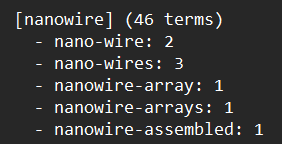 [nanowire] (46 terms)
- nano-wire: 2
- nano-wires: 3
- nanowire-array: 1
- nanowire-arrays: 1
- nanowire-assembled: 1